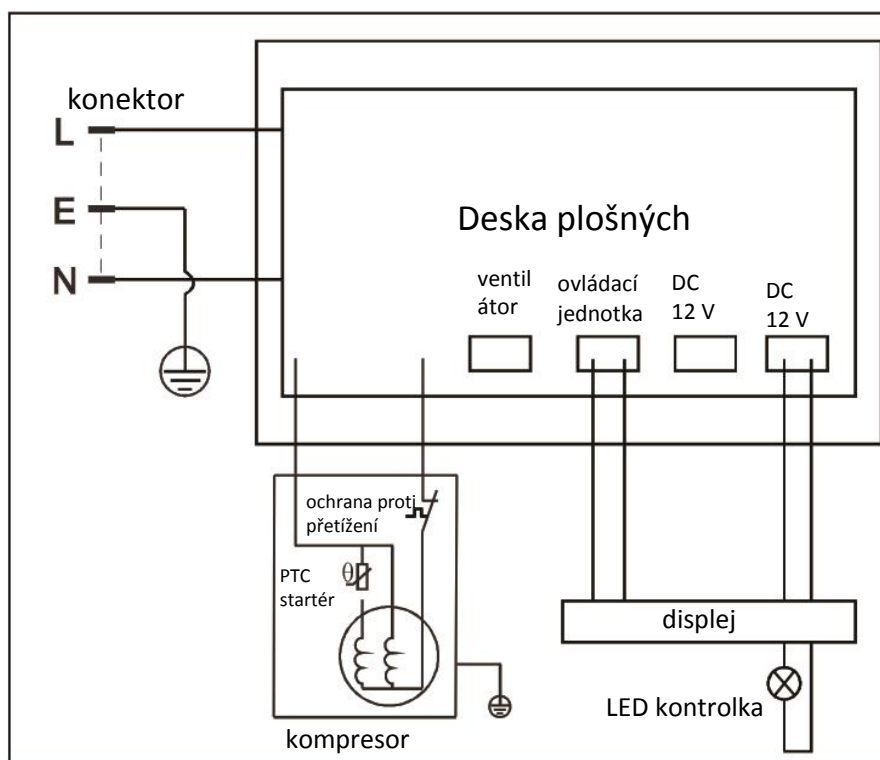 konektor
L
E
N
Deska plošných
ventil
átor
ovládací
jednotka
DC
12 V
DC
12 V
ochrana proti
přetížení
θ
PTC
startér
displej
LED kontrolka
kompresor